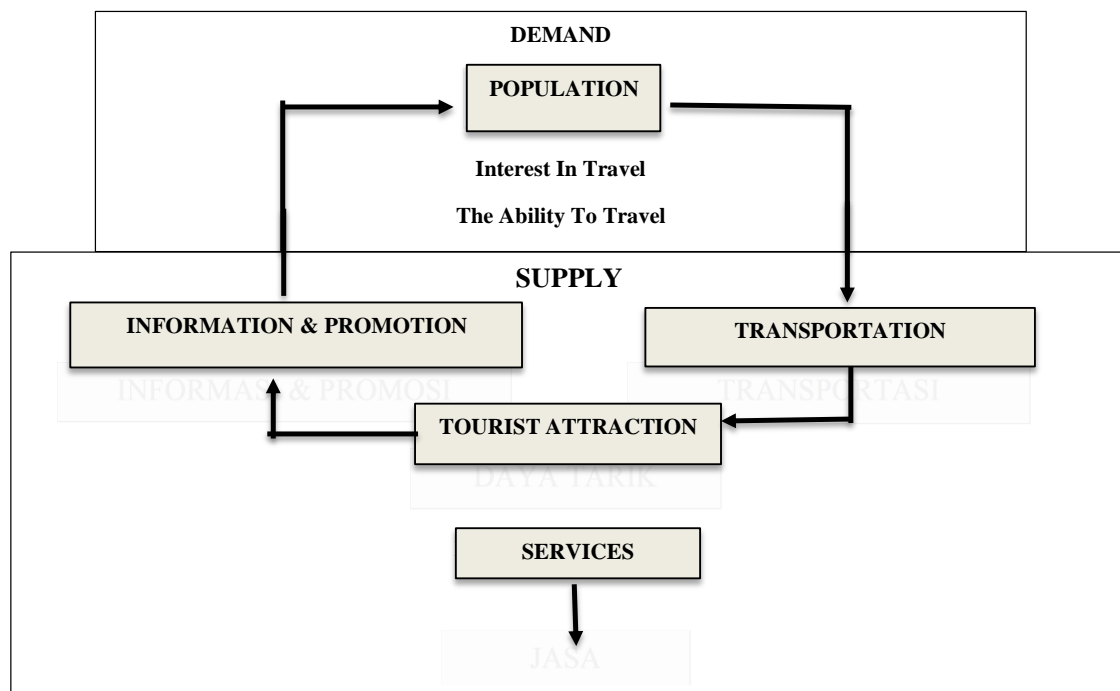 DEMAND
POPULATION
Interest In Travel
The Ability To Travel
SUPPLY
INFORMATION & PROMOTION
TRANSPORTATION
INFORMASI & PROMOSI
TRANSPORTASI
TOURIST ATTRACTION
DAYA TARIK
SERVICES
JASA